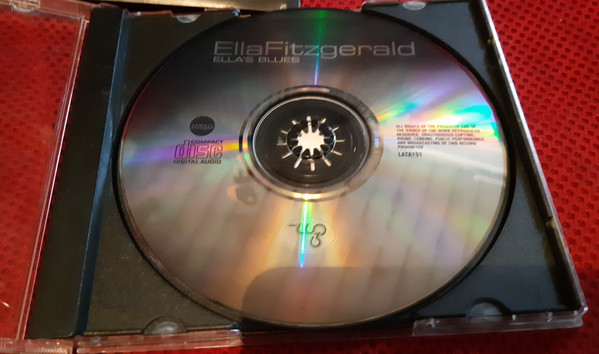 EllaFitzgerald
ELLA'S BLUES
COMPACT
disc
DIGITAL AUDIO
ALL RIGHTS OF THE PRODUCER AND OF
THE OWNER OF THE WORK REPRODUCED
RESERVED. UNAUTHORISED COPYING,
HIRING, LENDING, PUBLIC PERFORMANCE
AND BROADCASTING OF THIS RECORD
PROHIBITED
LATA151